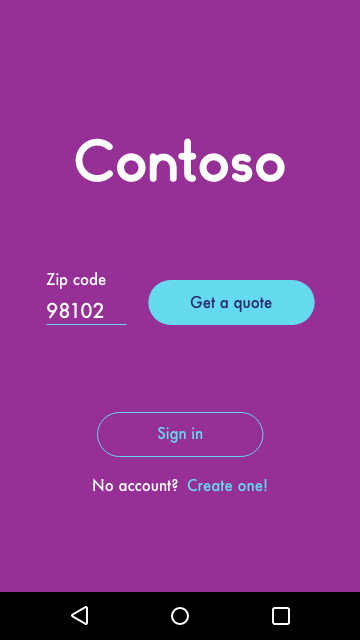 Contoso
Zip code
98102
Get a quote
Sign in
No account? Create one!